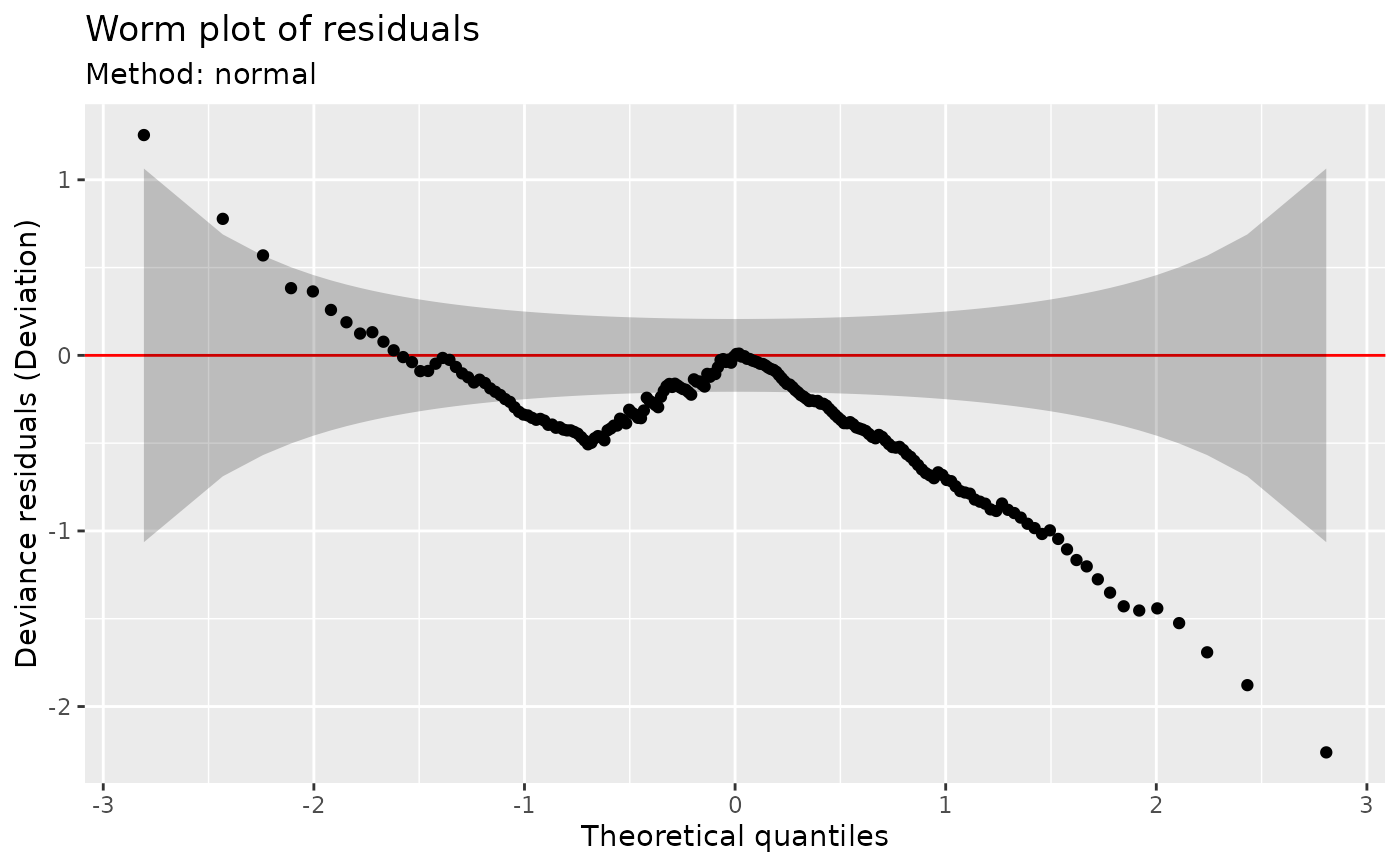 Worm plot of residuals
Method: normal
Deviance residuals (Deviation)
1
0
-1
-2
-3 -2 -1 0 1 2 3
Theoretical quantiles